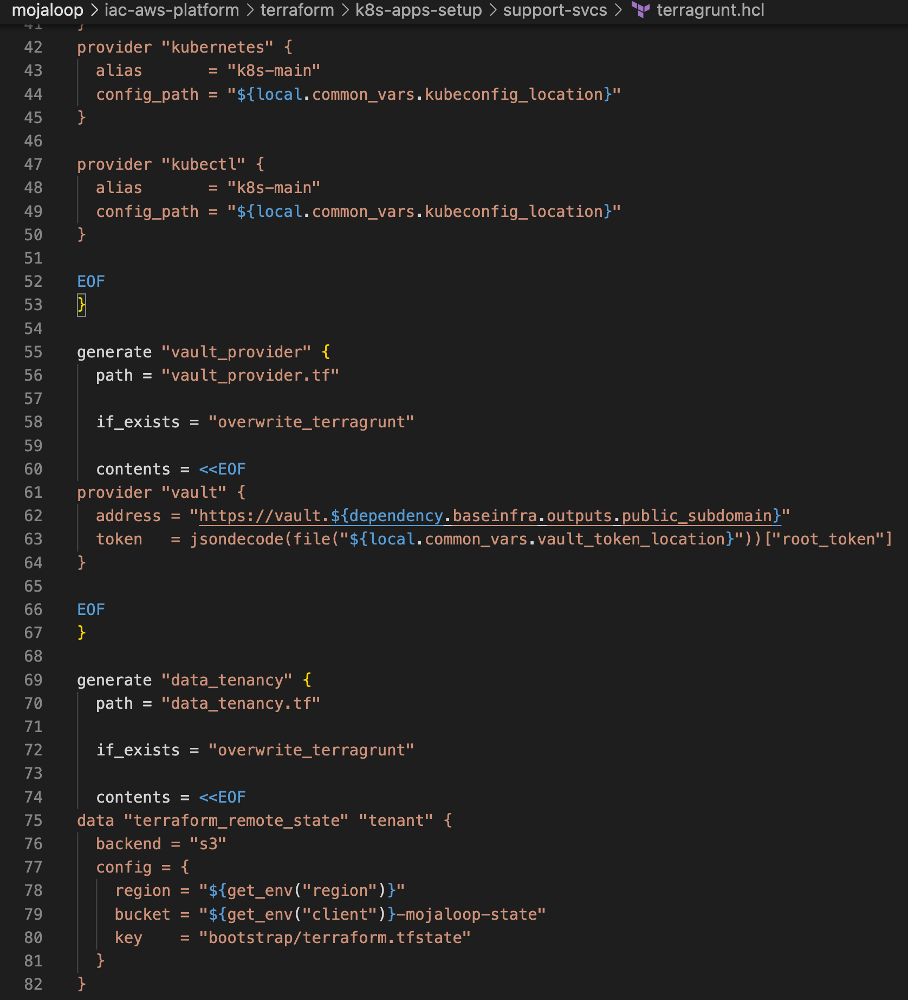 mojaloop > iac-aws-platform > terraform > k8s-apps-setup > support-svcs > terragrunt.hcl
41 }
42 provider "kubernetes" {
43   alias       = "k8s-main"
44   config_path = "${local.common_vars.kubeconfig_location}"
45 }
46
47 provider "kubectl" {
48   alias       = "k8s-main"
49   config_path = "${local.common_vars.kubeconfig_location}"
50 }
51
52 EOF
53 }
54
55 generate "vault_provider" {
56   path = "vault_provider.tf"
57
58   if_exists = "overwrite_terragrunt"
59
60   contents = <<EOF
61 provider "vault" {
62   address = "https://vault.${dependency.baseinfra.outputs.public_subdomain}"
63   token   = jsondecode(file("${local.common_vars.vault_token_location}"))["root_token"]
64 }
65
66 EOF
67 }
68
69 generate "data_tenancy" {
70   path = "data_tenancy.tf"
71
72   if_exists = "overwrite_terragrunt"
73
74   contents = <<EOF
75 data "terraform_remote_state" "tenant" {
76   backend = "s3"
77   config = {
78     region = "${get_env("region")}"
79     bucket = "${get_env("client")}-mojaloop-state"
80     key    = "bootstrap/terraform.tfstate"
81   }
82 }